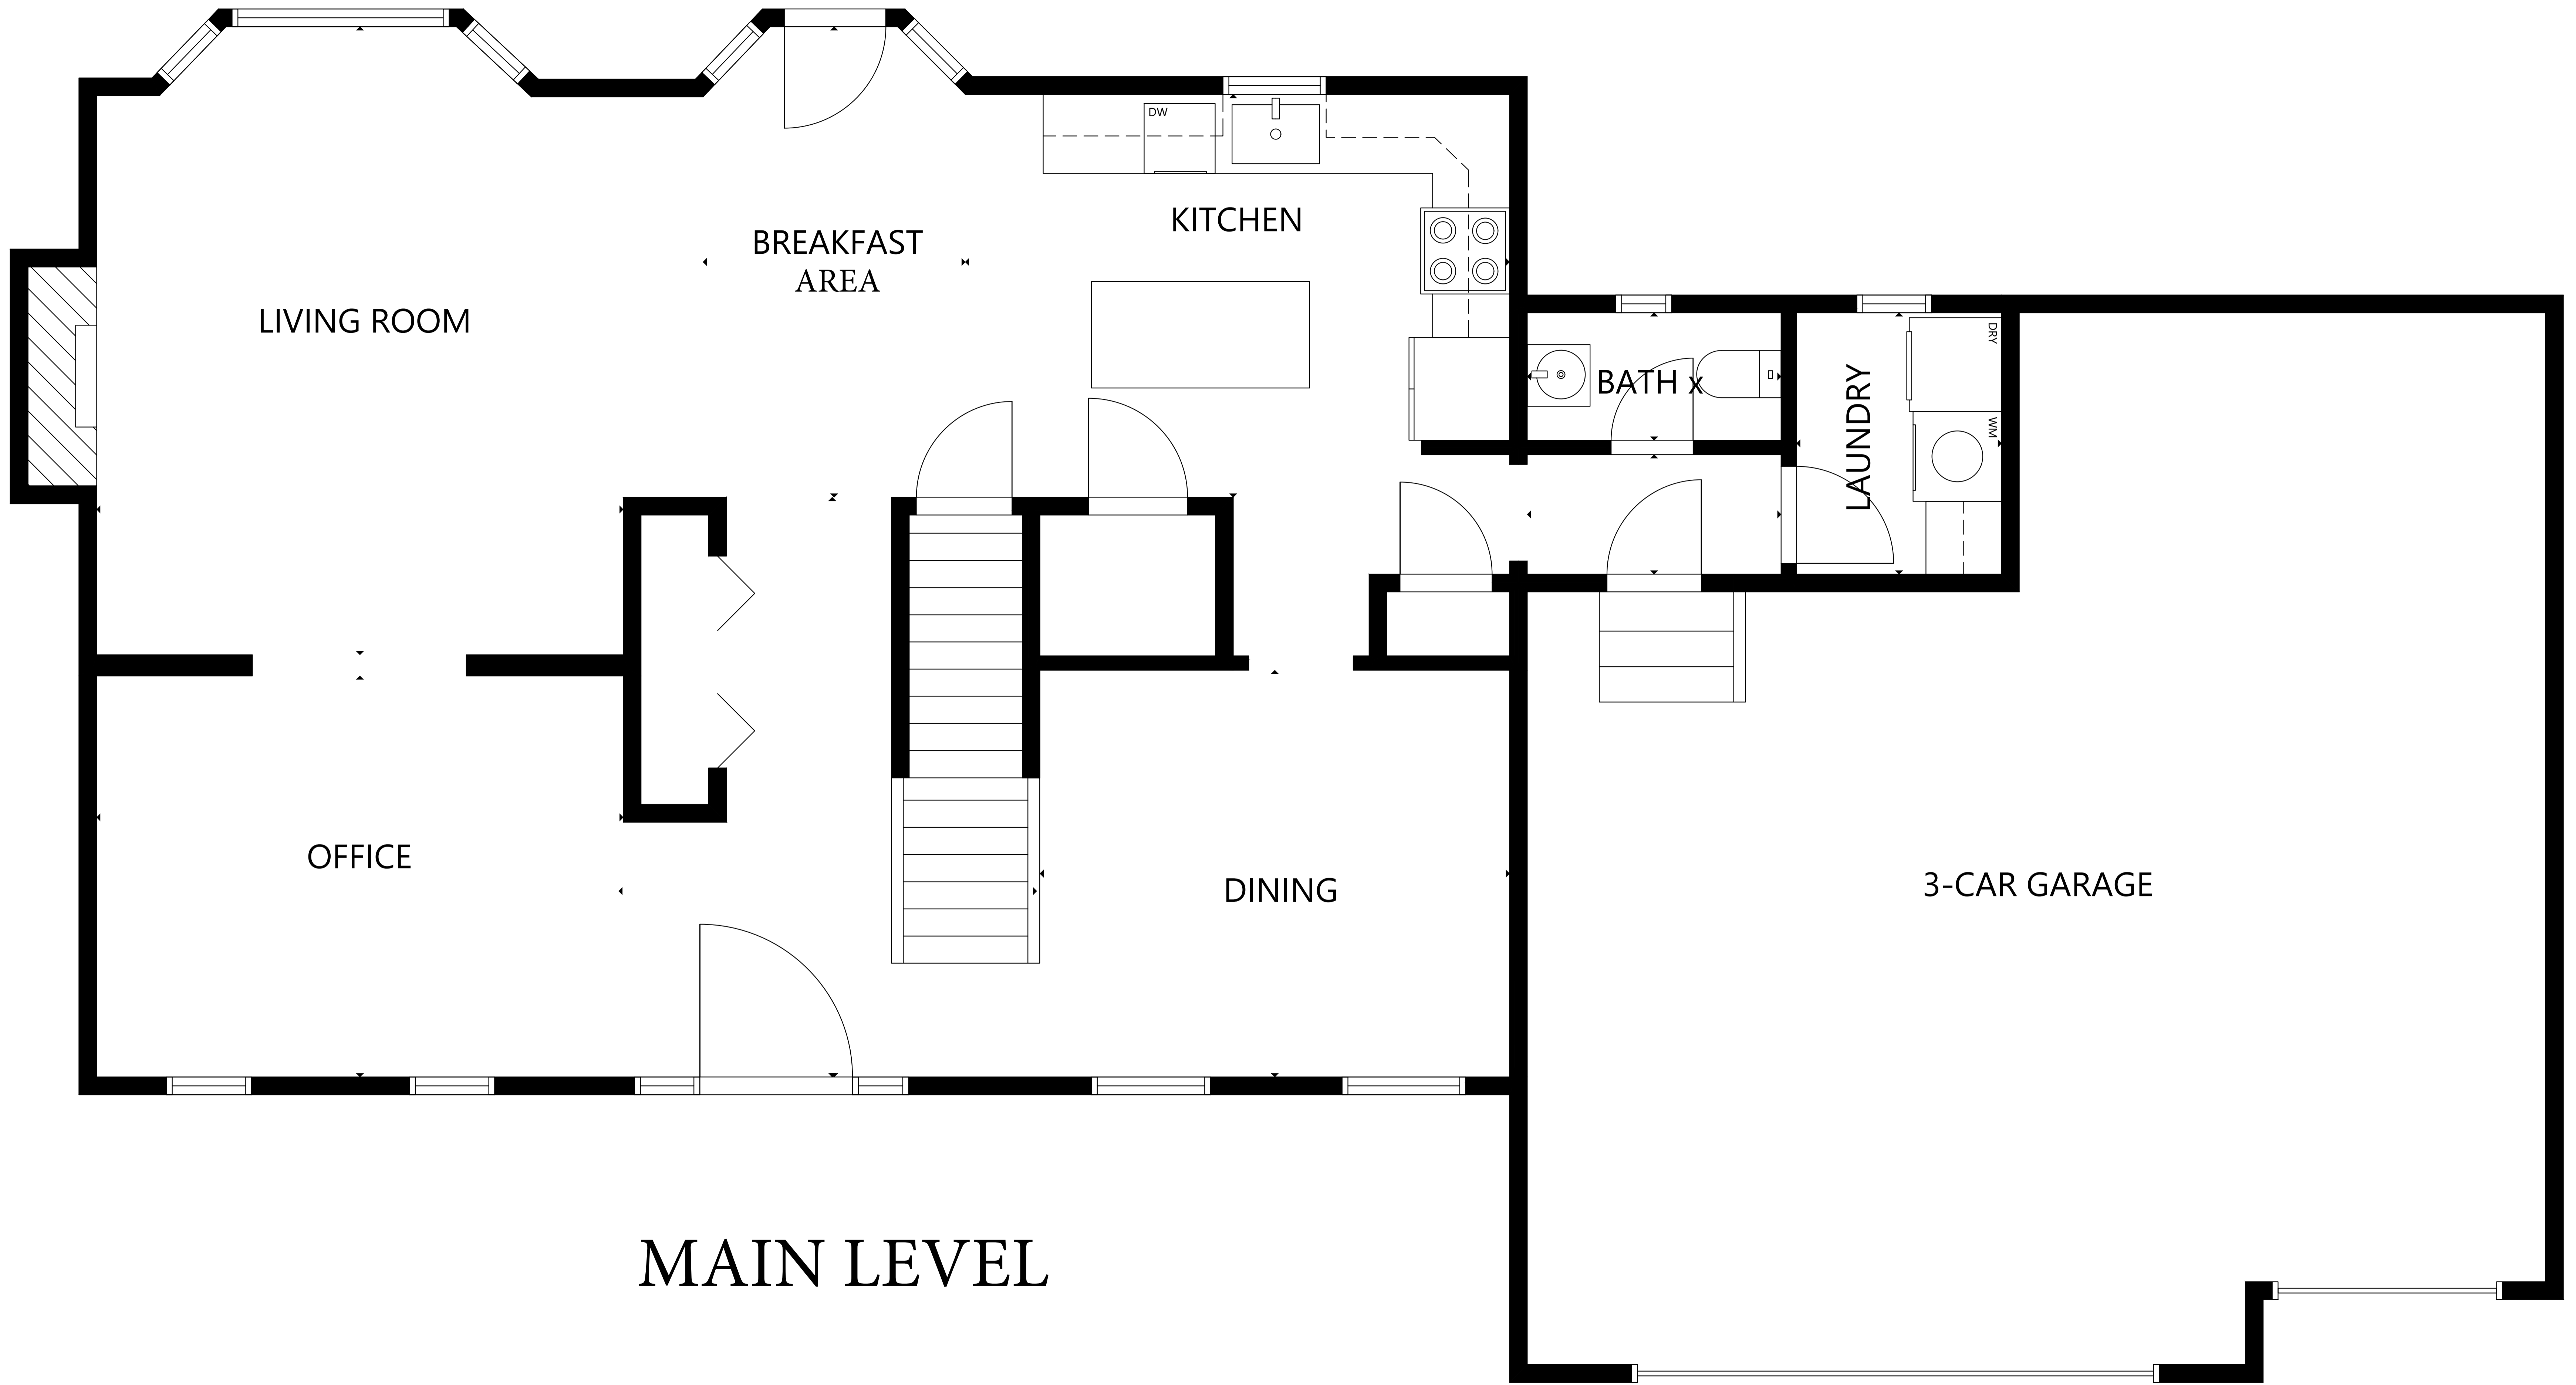 DW
KITCHEN
BREAKFAST
AREA
LIVING ROOM
DRY
BATH x
WM
LAUNDRY
OFFICE
DINING
3-CAR GARAGE
MAIN LEVEL